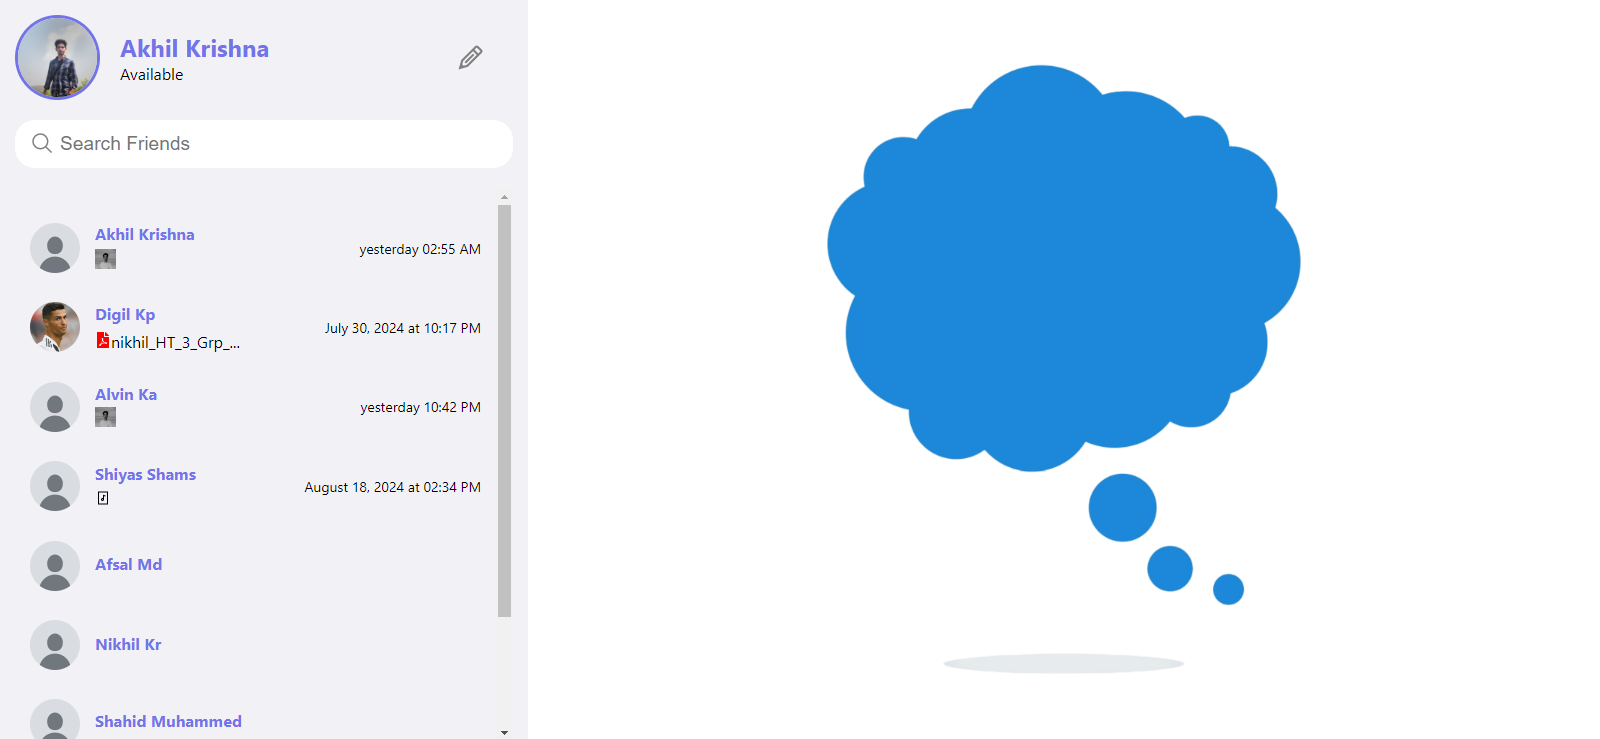 Akhil Krishna
Available
Search Friends
Akhil Krishna
yesterday 02:55 AM
Digil Kp
nikhil_HT_3_Grp_...
July 30, 2024 at 10:17 PM
Alvin Ka
yesterday 10:42 PM
Shiyas Shams
August 18, 2024 at 02:34 PM
Afsal Md
Nikhil Kr
Shahid Muhammed